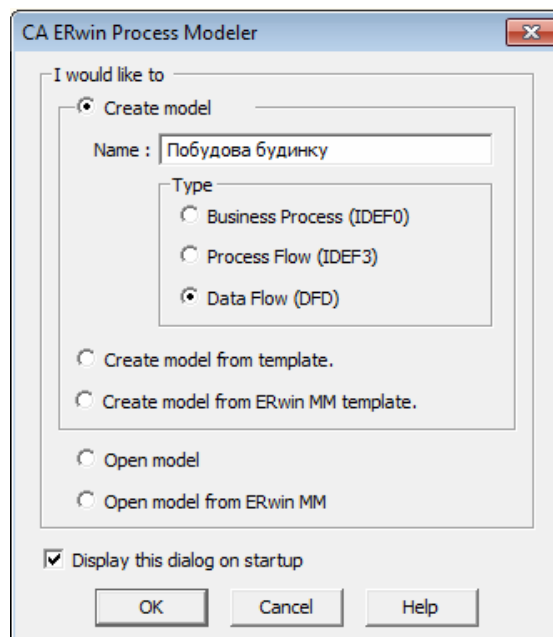 CA ERwin Process Modeler
I would like to
Create model
Name : Побудова будинку
Type
Business Process (IDEF0)
Process Flow (IDEF3)
Data Flow (DFD)
Create model from template.
Create model from ERwin MM template.
Open model
Open model from ERwin MM
Display this dialog on startup
OK Cancel Help